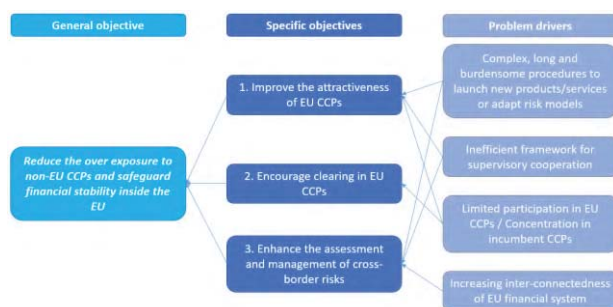 General objective
Specific objectives
Problem drivers
Reduce the over exposure to
non-EU CCPs and safeguard
financial stability inside the
EU
1. Improve the attractiveness
of EU CCPs
2. Encourage clearing in EU
CCPs
3. Enhance the assessment
and management of cross-
border risks
Complex, long and
burdensome procedures to
launch new products/services
or adapt risk models
Inefficient framework for
supervisory cooperation
Limited participation in EU
CCPs / Concentration in
incumbent CCPs
Increasing inter-connectedness
of EU financial system